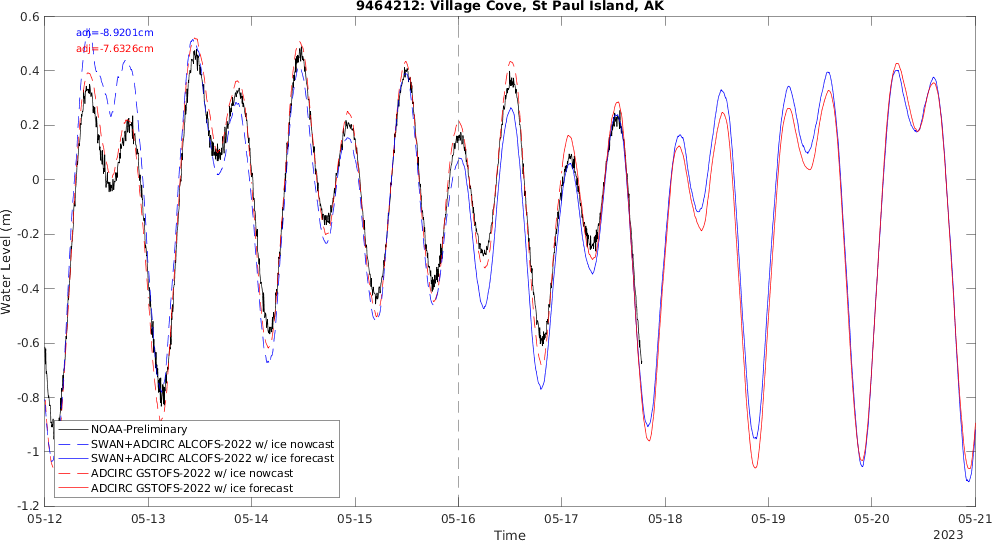 9464212: Village Cove, St Paul Island, AK
adj=-8.9201cm
adj=-7.6326cm
0.6
0.4
0.2
0
-0.2
-0.4
-0.6
-0.8
-1
-1.2
Water Level (m)
NOAA-Preliminary
SWAN+ADCIRC ALCOFS-2022 w/ ice nowcast
SWAN+ADCIRC ALCOFS-2022 w/ ice forecast
ADCIRC GSTOFS-2022 w/ ice nowcast
ADCIRC GSTOFS-2022 w/ ice forecast
05-12 05-13 05-14 05-15 05-16 05-17 05-18 05-19 05-20 05-21
Time
2023